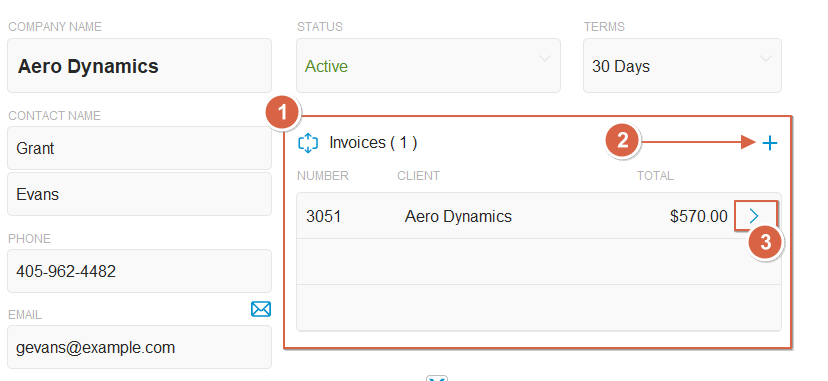 COMPANY NAME
STATUS
TERMS
Aero Dynamics
Active
30 Days
CONTACT NAME
Grant
Evans
1
Invoices ( 1 )
2
NUMBER CLIENT TOTAL
3051 Aero Dynamics $570.00
3
PHONE
405-962-4482
EMAIL
gevans@example.com